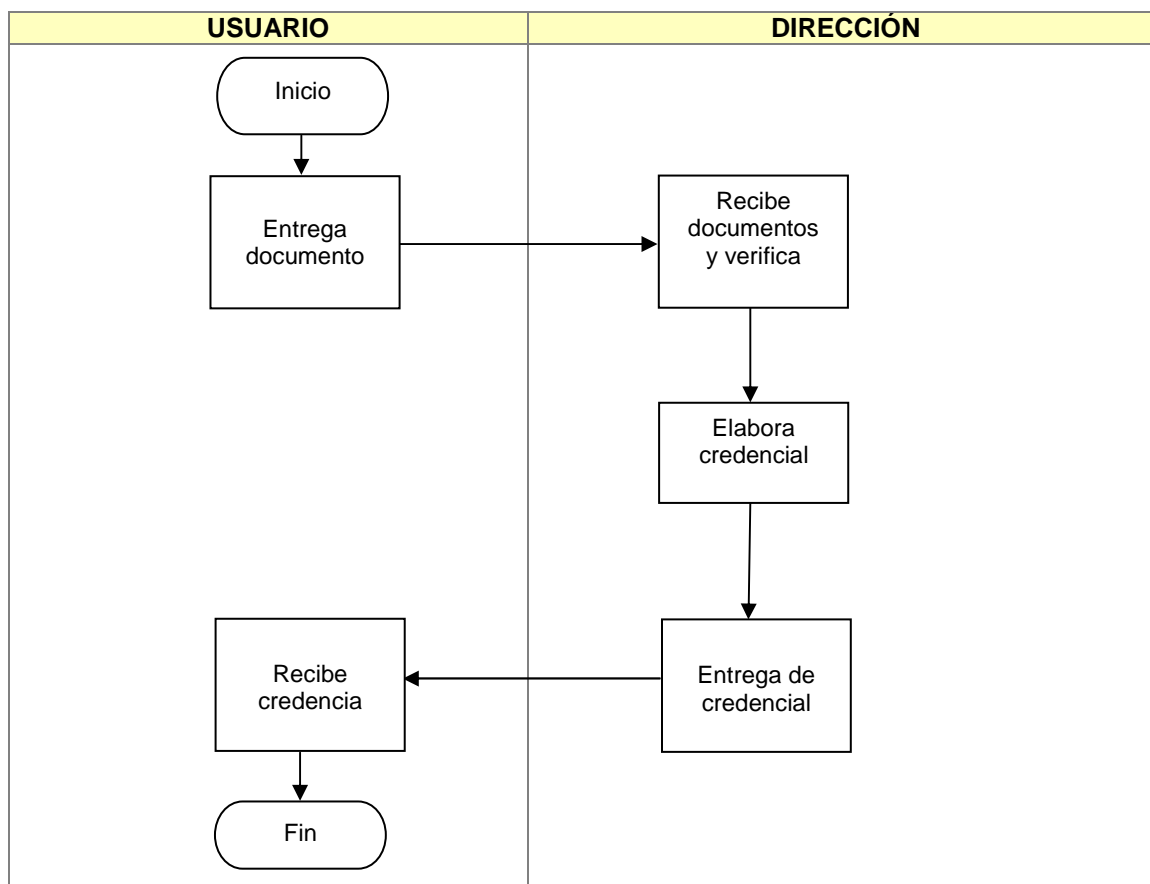 USUARIO
DIRECCIÓN
Inicio
Entrega
documento
Recibe
documentos
y verifica
Elabora
credencial
Entrega de
credencial
Recibe
credencia
Fin